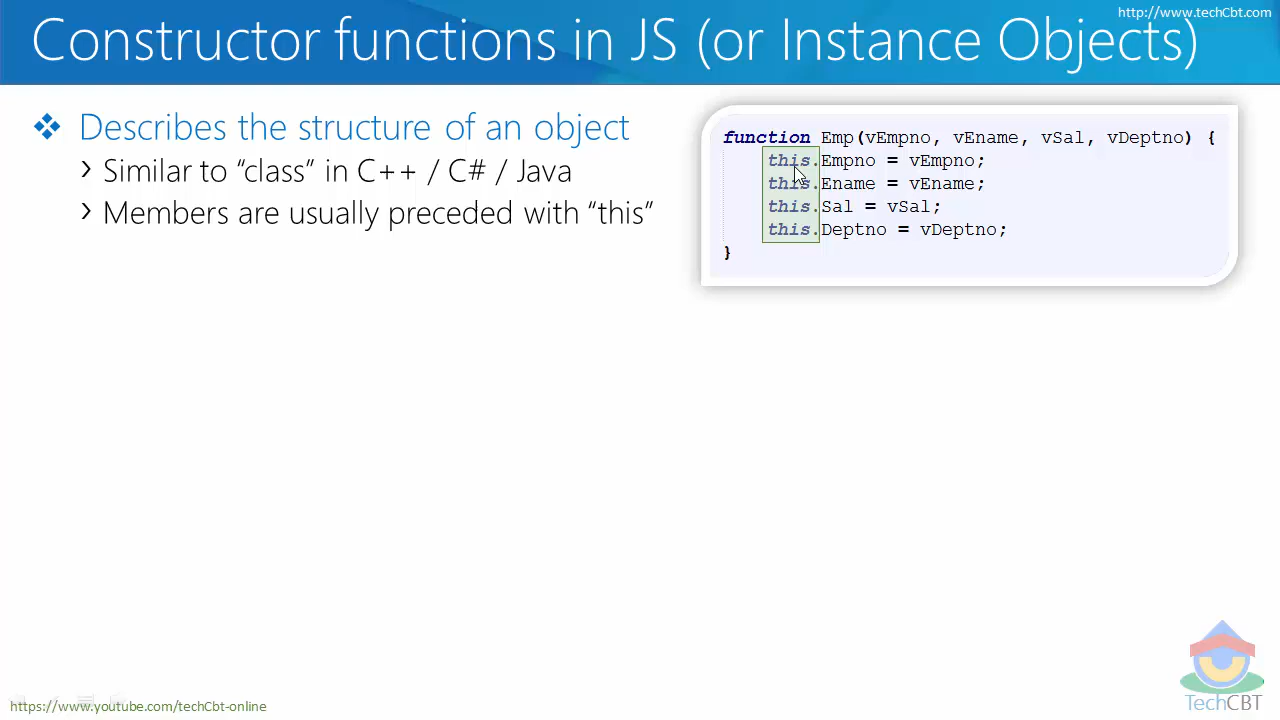 http://www.techCbt.com
Constructor functions in JS (or Instance Objects)
Describes the structure of an object
Similar to “class” in C++ / C# / Java
Members are usually preceded with “this”
function Emp(vEmpno, vEname, vSal, vDeptno) {
this.Empno = vEmpno;
this.Ename = vEname;
this.Sal = vSal;
this.Deptno = vDeptno;
}
TechCBT
https://www.youtube.com/techCbt-online